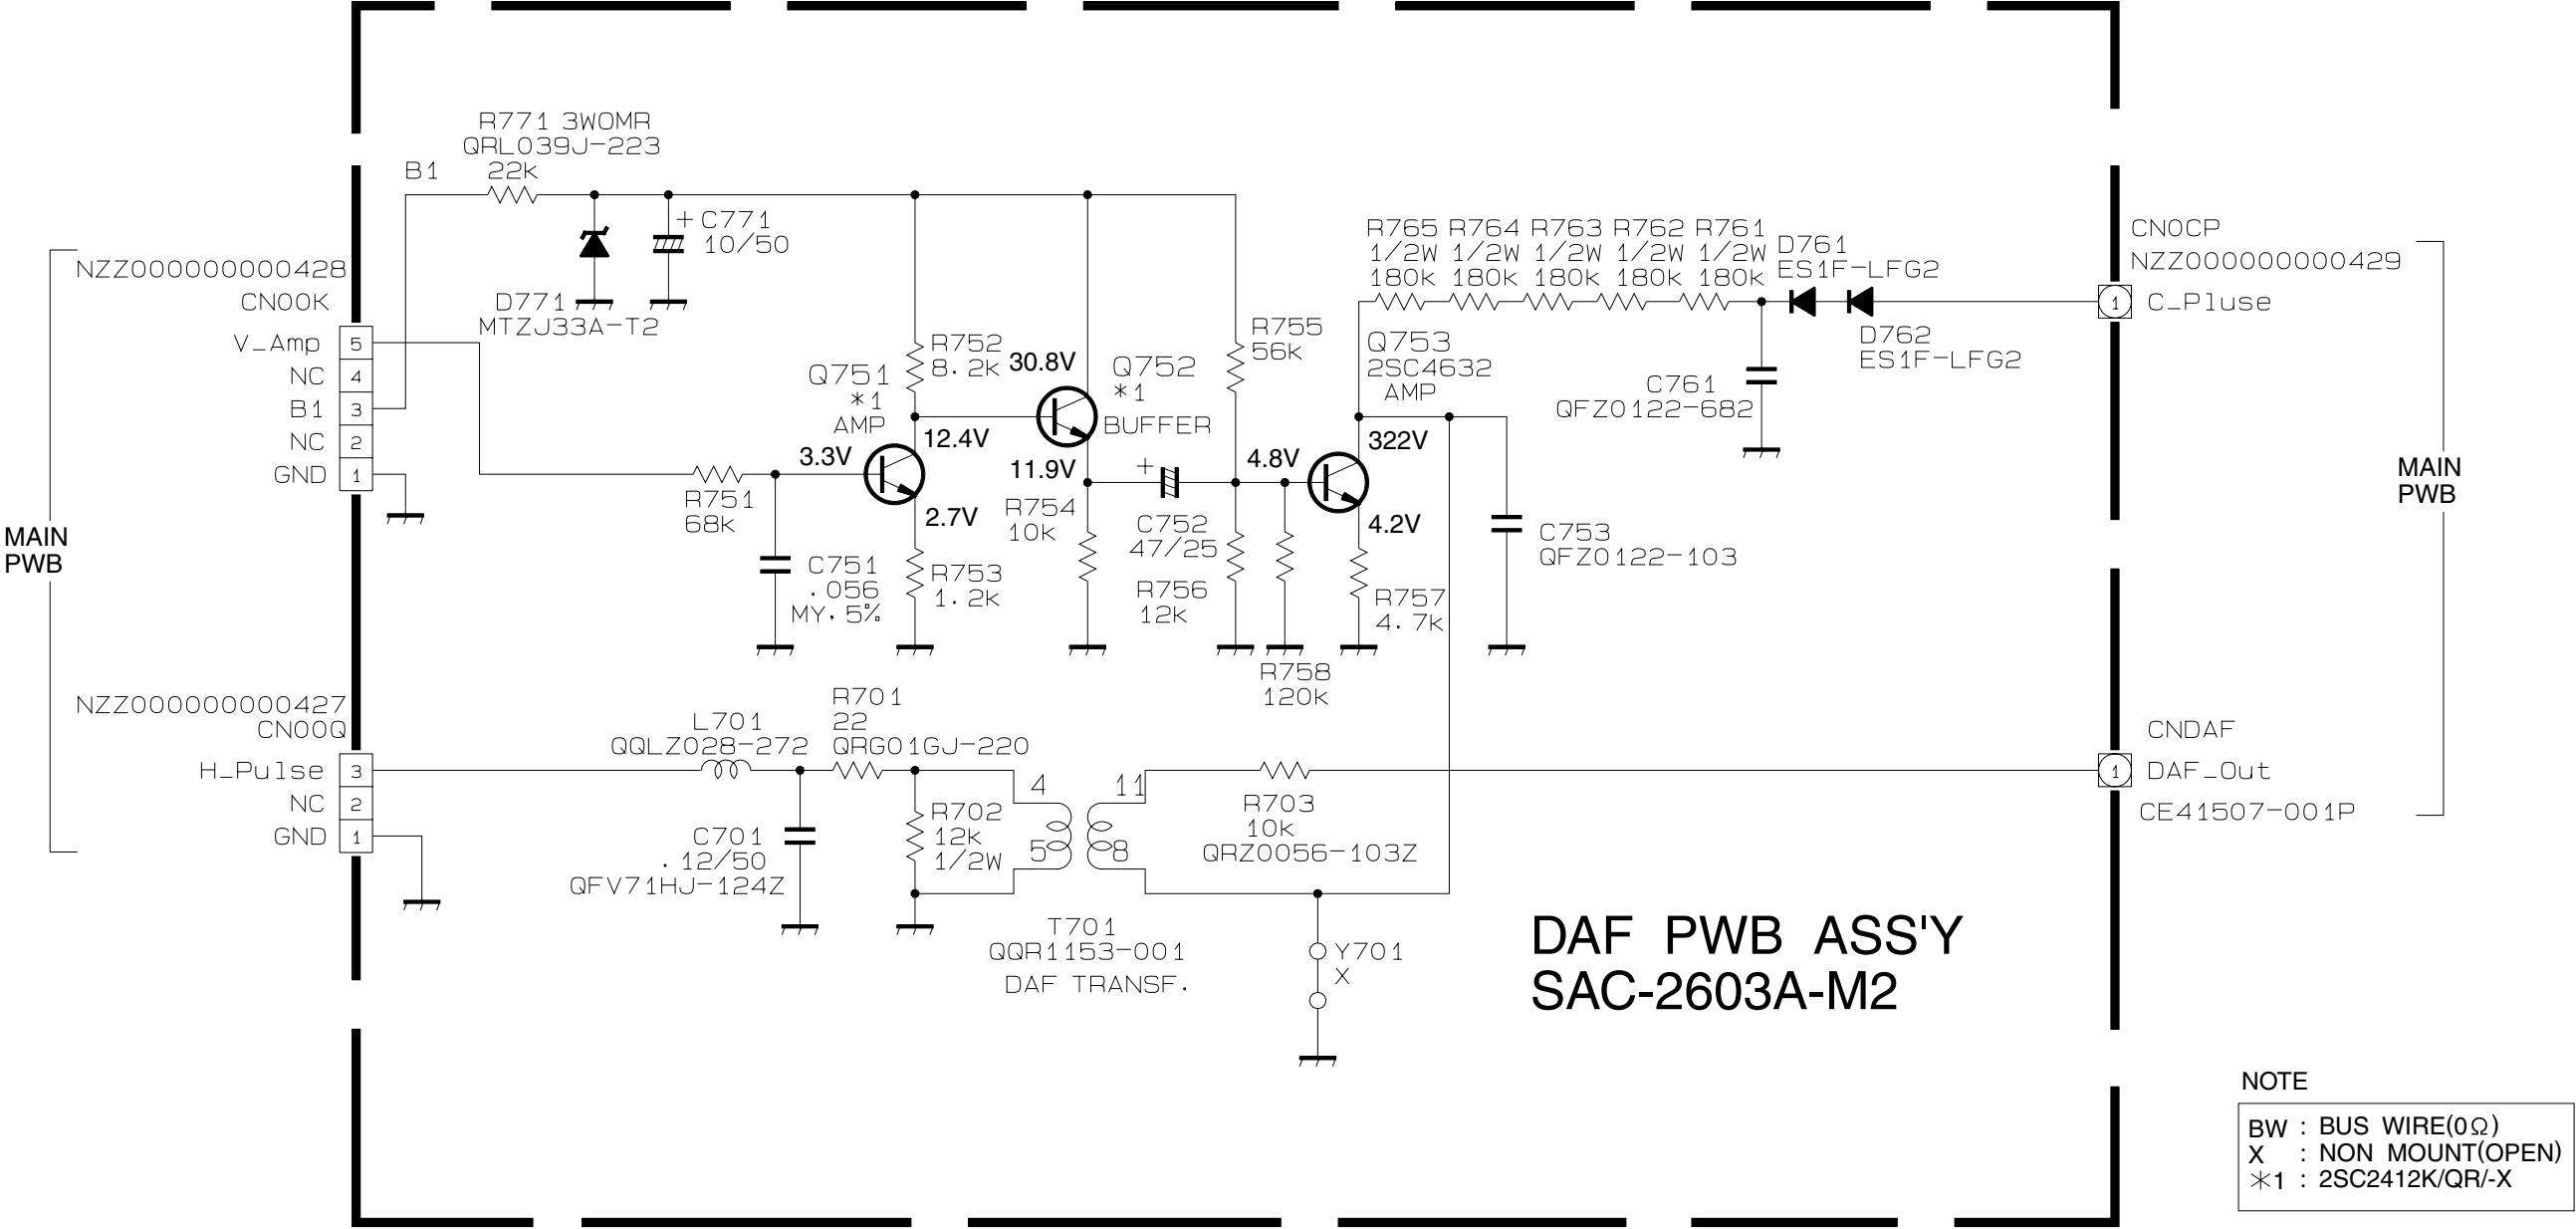 R771 3WOMR
QRL039J-223
22K
B1
+ C771
10/50
D771
MTZJ33A-T2
NZZ000000000428
CN00K
V_Amp 5
NC 4
B1 3
NC 2
GND 1
MAIN
PWB
R751
68k
C751
.056
MY.5%
3.3V
Q751
*1
AMP
R752
8.2k
12.4V
2.7V
R753
1.2k
30.8V
Q752
*1
BUFFER
11.9V
R754
10k
+
C752
47/25
R755
56k
R756
12k
4.8V
R758
120k
Q753
2SC4632
AMP
322V
4.2V
R757
4.7k
C753
QFZ0122-103
R765 R764 R763 R762 R761
1/2W 1/2W 1/2W 1/2W 1/2W
180k 180k 180k 180k 180k
D761
ES1F-LFG2
D762
ES1F-LFG2
C761
QFZ0122-682
CN0CP
NZZ000000000429
1 C_Pluse
MAIN
PWB
NZZ000000000427
CN00Q
H_Pulse 3
NC 2
GND 1
L701
QQLZ028-272
R701
22
QRG01GJ-220
C701
.12/50
QFV71HJ-124Z
R702
12K
1/2W
4
5
11
8
T701
QQR1153-001
DAF TRANSF.
R703
10k
QRZ0056-103Z
Y701
X
CNDAF
1 DAF_Out
CE41507-001P
DAF PWB ASS'Y
SAC-2603A-M2
NOTE
BW : BUS WIRE(0Ω)
X : NON MOUNT(OPEN)
*1 : 2SC2412K/QR/-X